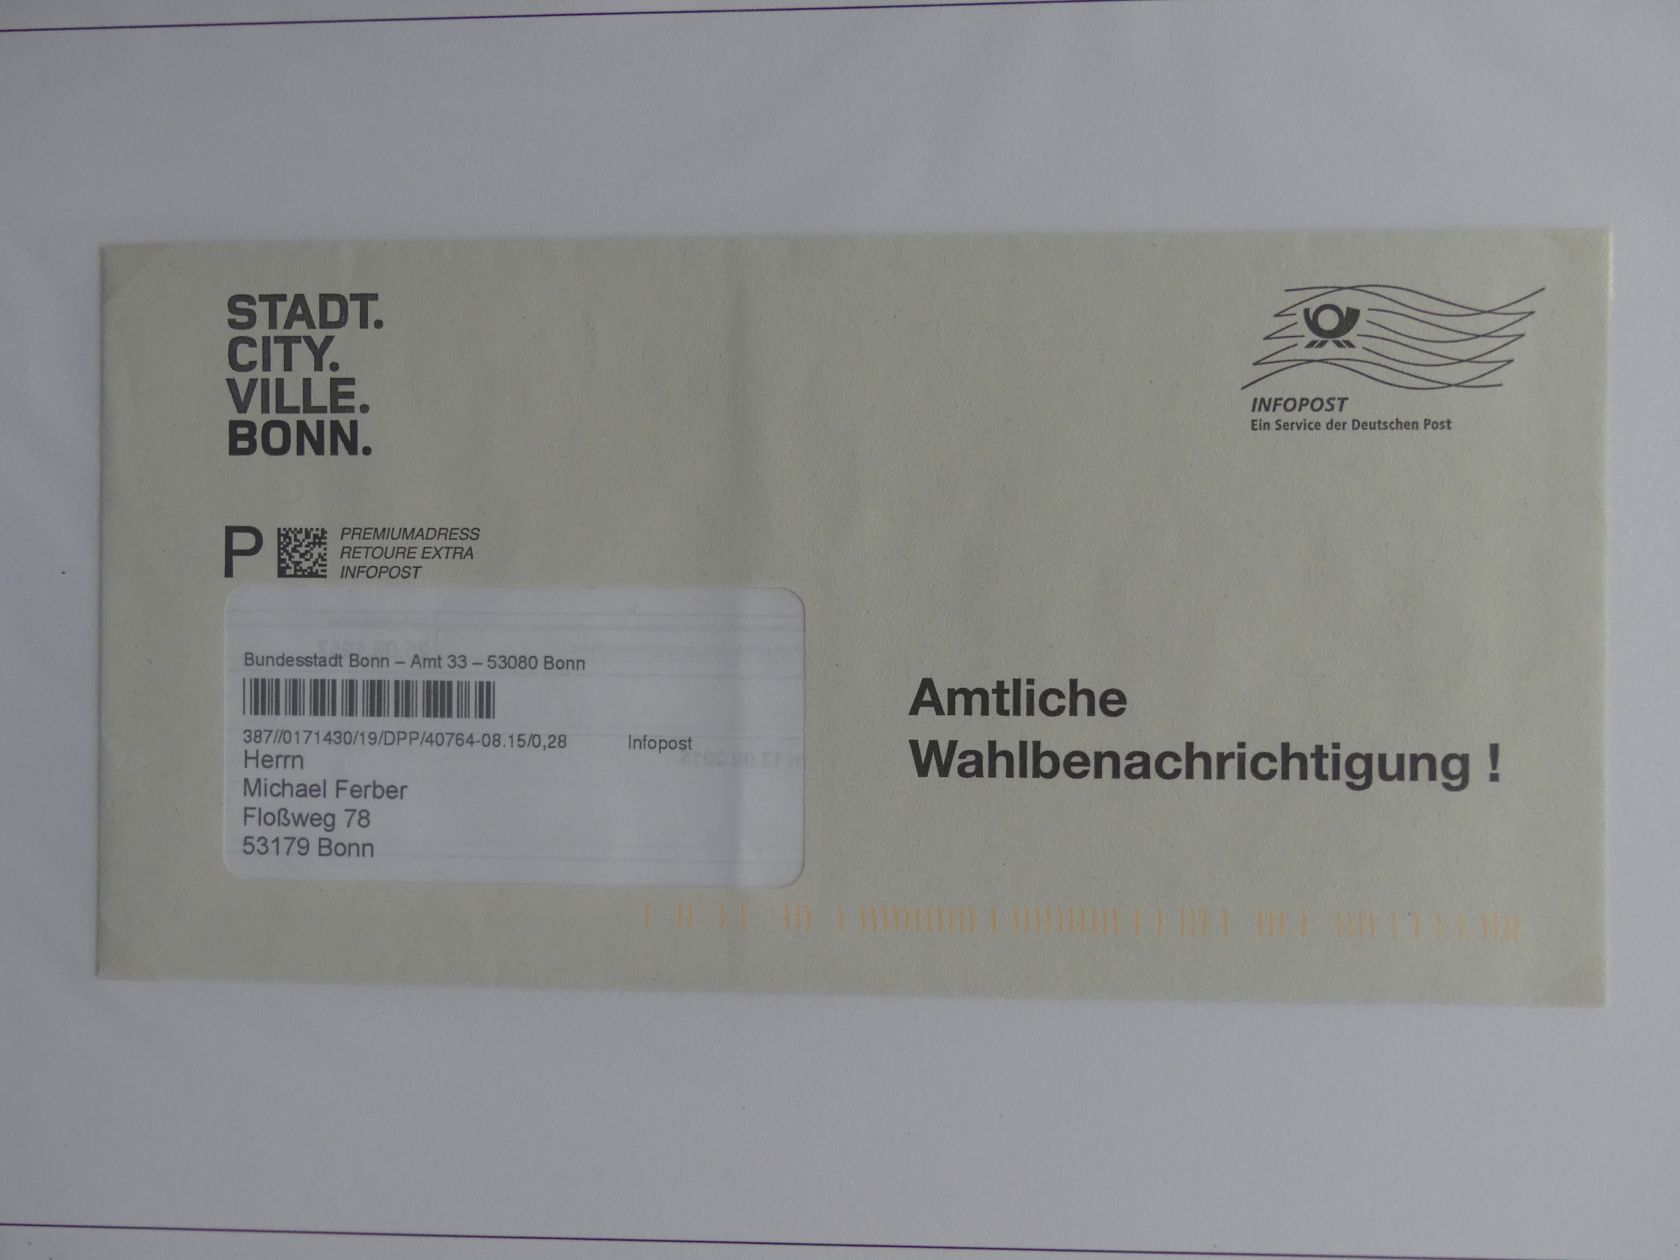 STADT.
CITY.
VILLE.
BONN.
INFOPOST
Ein Service der Deutschen Post
P
PREMIUMADRESS
RETOURE EXTRA
INFOPOST
Bundesstadt Bonn – Amt 33 – 53080 Bonn
387//0171430/19/DPP/40764-08.15/0,28 Infopost
Herrn
Michael Ferber
Floßweg 78
53179 Bonn
Amtliche
Wahlbenachrichtigung !